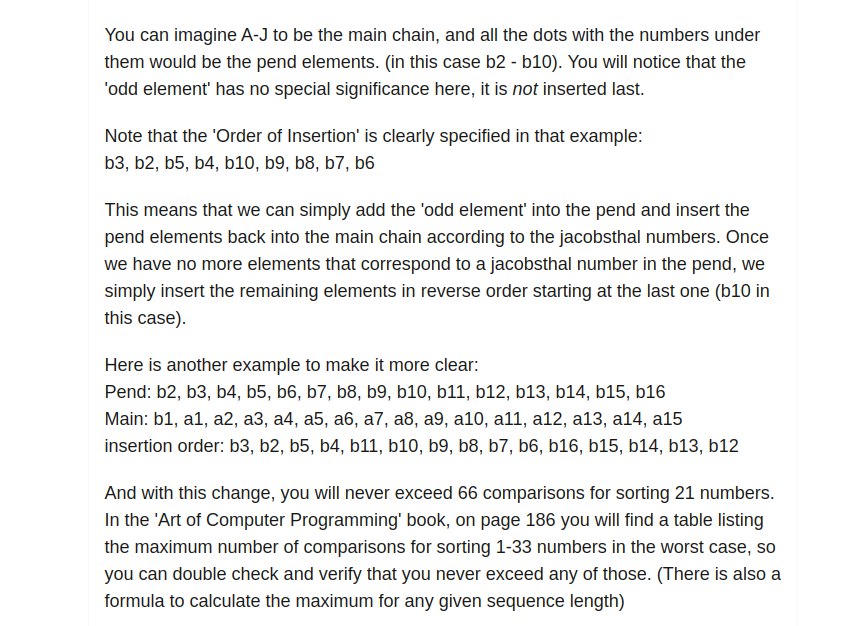 You can imagine A-J to be the main chain, and all the dots with the numbers under
them would be the pend elements. (in this case b2 - b10). You will notice that the
'odd element' has no special significance here, it is not inserted last.
Note that the 'Order of Insertion' is clearly specified in that example:
b3, b2, b5, b4, b10, b9, b8, b7, b6
This means that we can simply add the 'odd element' into the pend and insert the
pend elements back into the main chain according to the jacobsthal numbers. Once
we have no more elements that correspond to a jacobsthal number in the pend, we
simply insert the remaining elements in reverse order starting at the last one (b10 in
this case).
Here is another example to make it more clear:
Pend: b2, b3, b4, b5, b6, b7, b8, b9, b10, b11, b12, b13, b14, b15, b16
Main: b1, a1, a2, a3, a4, a5, a6, a7, a8, a9, a10, a11, a12, a13, a14, a15
insertion order: b3, b2, b5, b4, b11, b10, b9, b8, b7, b6, b16, b15, b14, b13, b12
And with this change, you will never exceed 66 comparisons for sorting 21 numbers.
In the 'Art of Computer Programming' book, on page 186 you will find a table listing
the maximum number of comparisons for sorting 1-33 numbers in the worst case, so
you can double check and verify that you never exceed any of those. (There is also a
formula to calculate the maximum for any given sequence length)